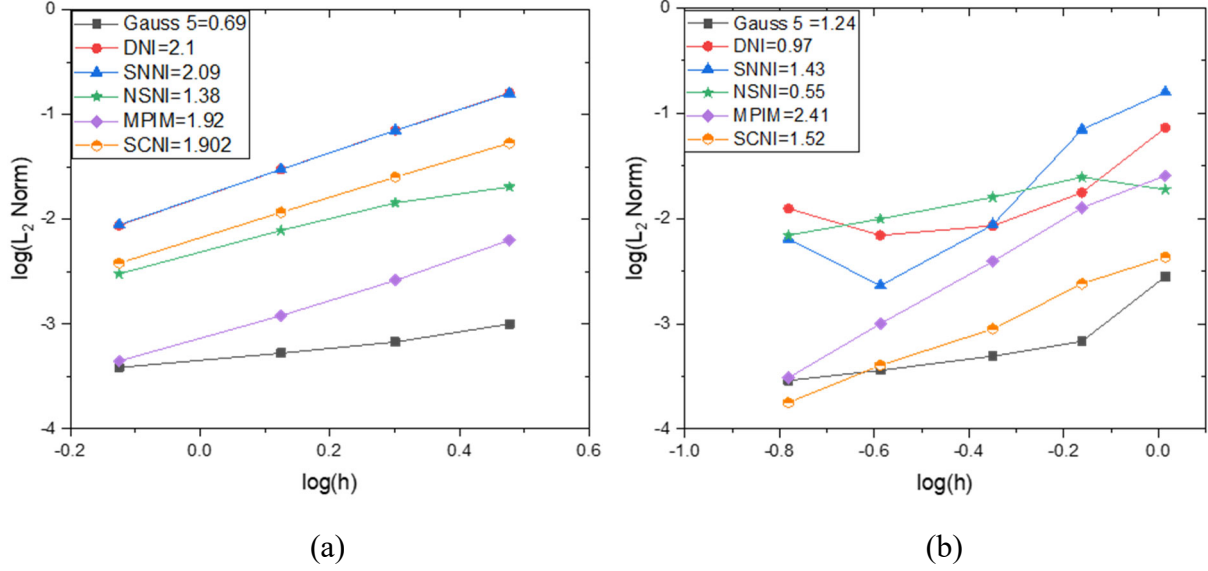 Gauss 5=0.69
DNI=2.1
SNNI=2.09
NSNI=1.38
MPIM=1.92
SCNI=1.902
0
-1
-2
-3
-4
log(L2 Norm)
-0.2
0.0
0.2
0.4
0.6
log(h)
(a)
Gauss 5 =1.24
DNI=0.97
SNNI=1.43
NSNI=0.55
MPIM=2.41
SCNI=1.52
0
-1
-2
-3
-4
log(L2 Norm)
-1.0
-0.8
-0.6
-0.4
-0.2
0.0
log(h)
(b)